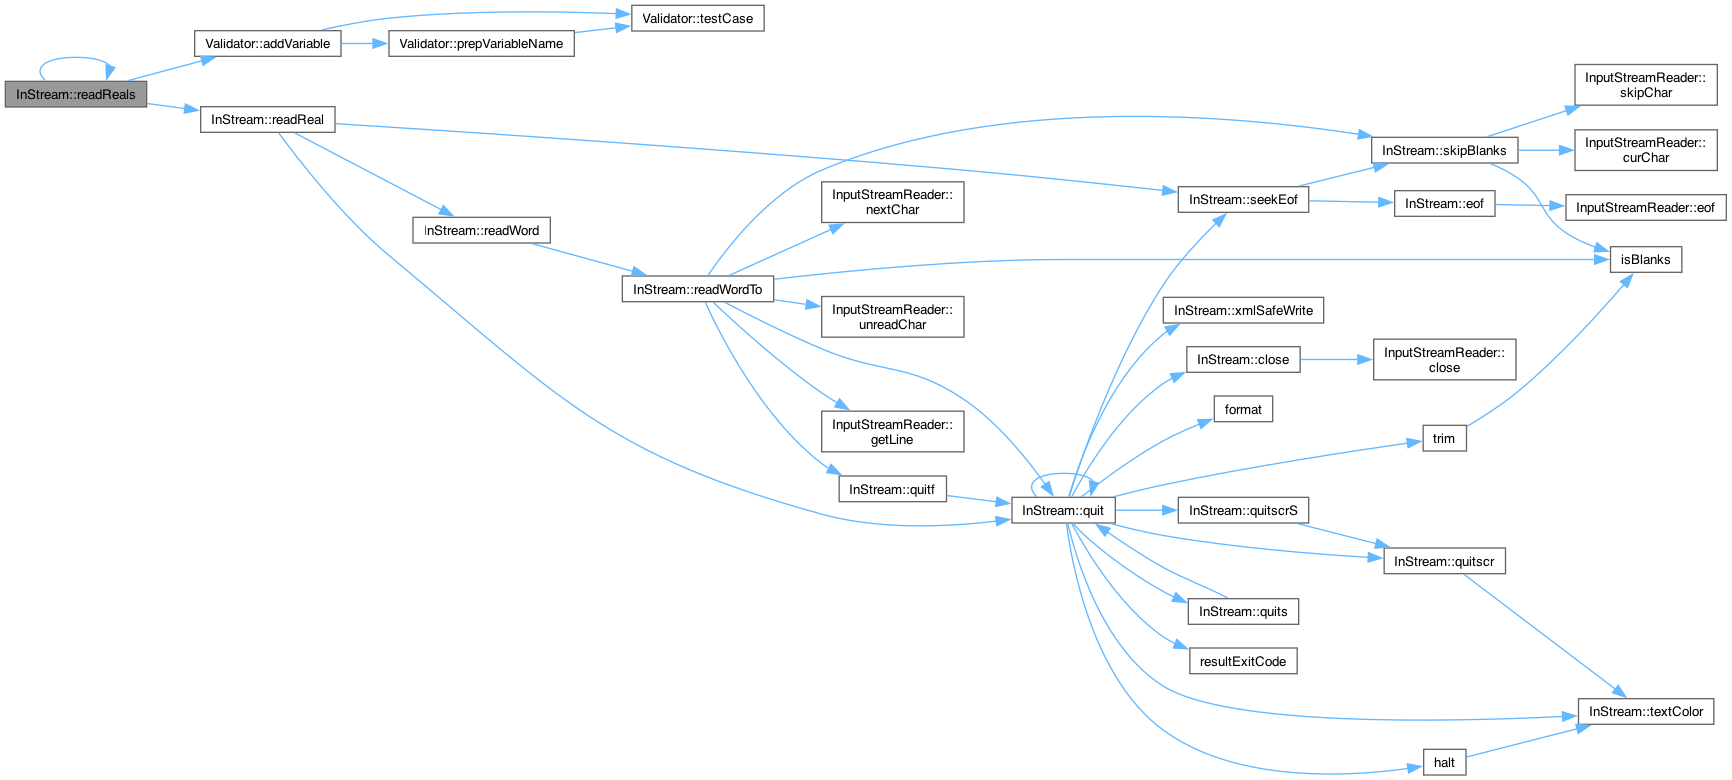 Validator::testCase
Validator::addVariable
Validator::prepVariableName
InStream::readReals
InStream::readReal
InputStreamReader::
skipChar
InStream::skipBlanks
InputStreamReader::
curChar
InputStreamReader::
nextChar
InStream::seekEof
InStream::eof
InputStreamReader::eof
InStream::readWord
isBlanks
InStream::readWordTo
InputStreamReader::
unreadChar
InStream::xmlSafeWrite
InStream::close
InputStreamReader::
close
format
InputStreamReader::
getLine
trim
InStream::quitf
InStream::quit
InStream::quitscrS
InStream::quitscr
InStream::quits
resultExitCode
InStream::textColor
halt